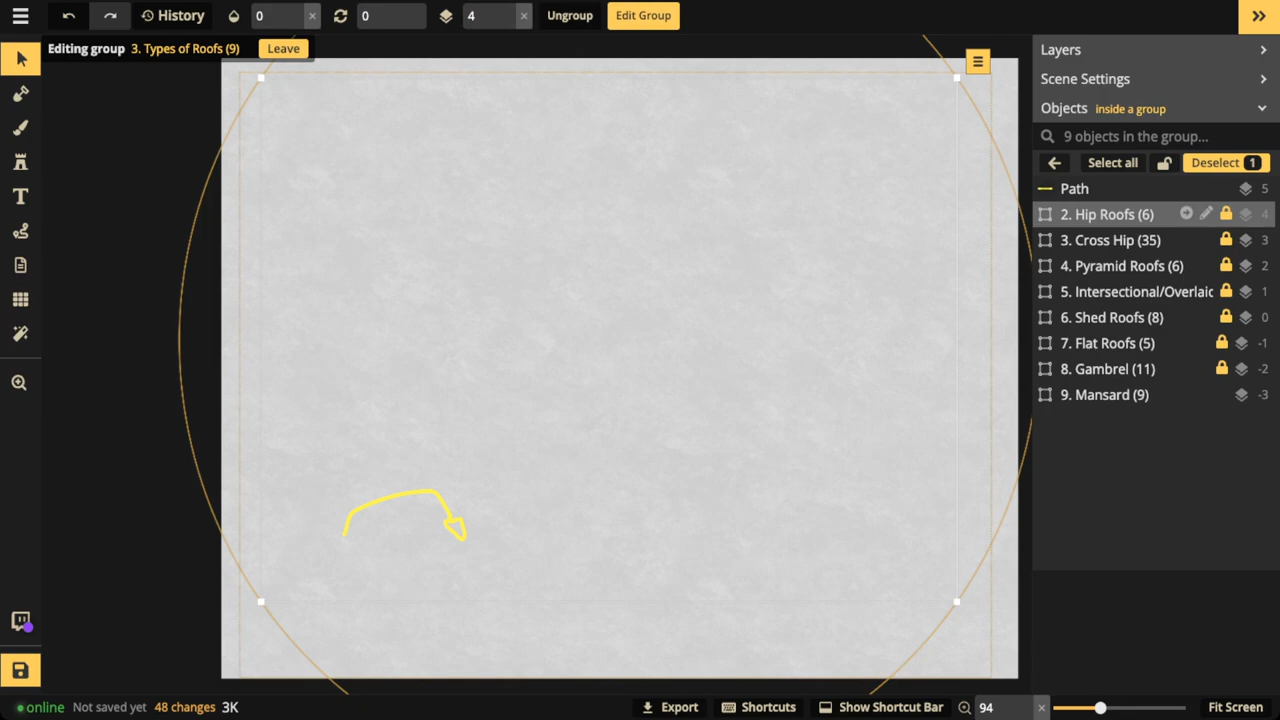 History
0
0
4
Ungroup
Edit Group
Editing group 3. Types of Roofs (9)
Leave
Layers
Scene Settings
Objects inside a group
9 objects in the group...
Select all
Deselect 1
Path 5
2. Hip Roofs (6) 4
3. Cross Hip (35) 3
4. Pyramid Roofs (6) 2
5. Intersectional/Overlaid 1
6. Shed Roofs (8) 0
7. Flat Roofs (5) -1
8. Gambrel (11) -2
9. Mansard (9) -3
online Not saved yet 48 changes 3K
Export
Shortcuts
Show Shortcut Bar
94
Fit Screen